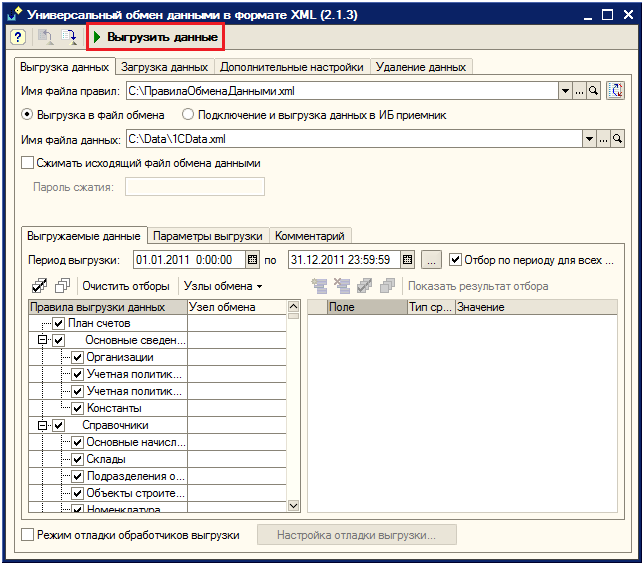 Универсальный обмен данными в формате XML (2.1.3)
? Выгрузить данные
Выгрузка данных Загрузка данных Дополнительные настройки Удаление данных
Имя файла правил: C:\ПравилаОбменаДанными.xml ...
Выгрузка в файл обмена Подключение и выгрузка данных в ИБ приемник
Имя файла данных: C:\Data\1CData.xml ...
Сжимать исходящий файл обмена данными
Пароль сжатия:
Выгружаемые данные Параметры выгрузки Комментарий
Период выгрузки: 01.01.2011 0:00:00 по 31.12.2011 23:59:59 ... Отбор по периоду для всех ...
Очистить отборы Узлы обмена Показать результат отбора
Правила выгрузки данных Узел обмена Поле Тип ср... Значение
План счетов
Основные сведен...
Организации
Учетная политик...
Учетная политик...
Константы
Справочники
Основные начисл...
Склады
Подразделения о...
Объекты строите...
Номенклатура
Режим отладки обработчиков выгрузки Настройка отладки выгрузки...